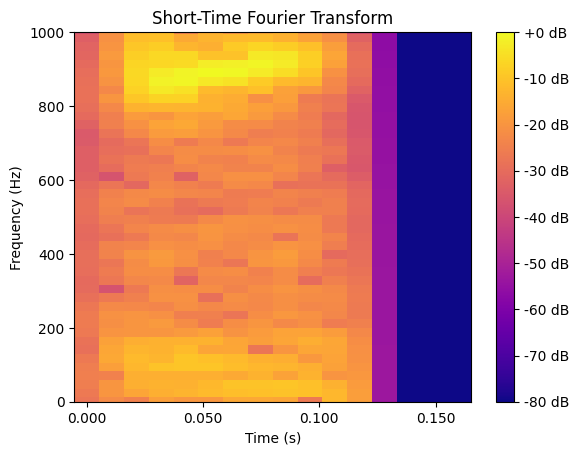 Short-Time Fourier Transform
1000
800
600
400
200
0
Frequency (Hz)
0.000
0.050
0.100
0.150
Time (s)
+0 dB
-10 dB
-20 dB
-30 dB
-40 dB
-50 dB
-60 dB
-70 dB
-80 dB